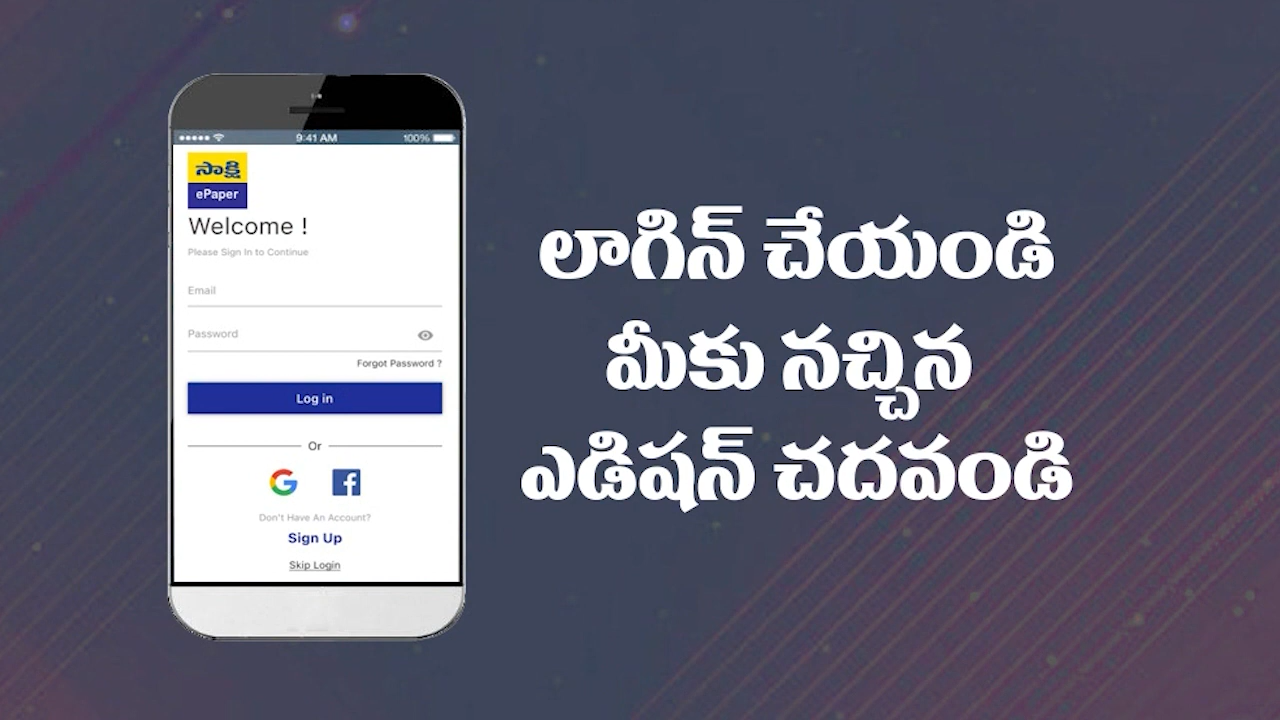 9:41 AM
100%
సాక్షి
ePaper
Welcome !
Please Sign In to Continue
Email
Password
Forgot Password ?
Log in
Or
Don't Have An Account?
Sign Up
Skip Login
లాగిన్ చేయండి
మీకు నచ్చిన
ఎడిషన్ చదవండి